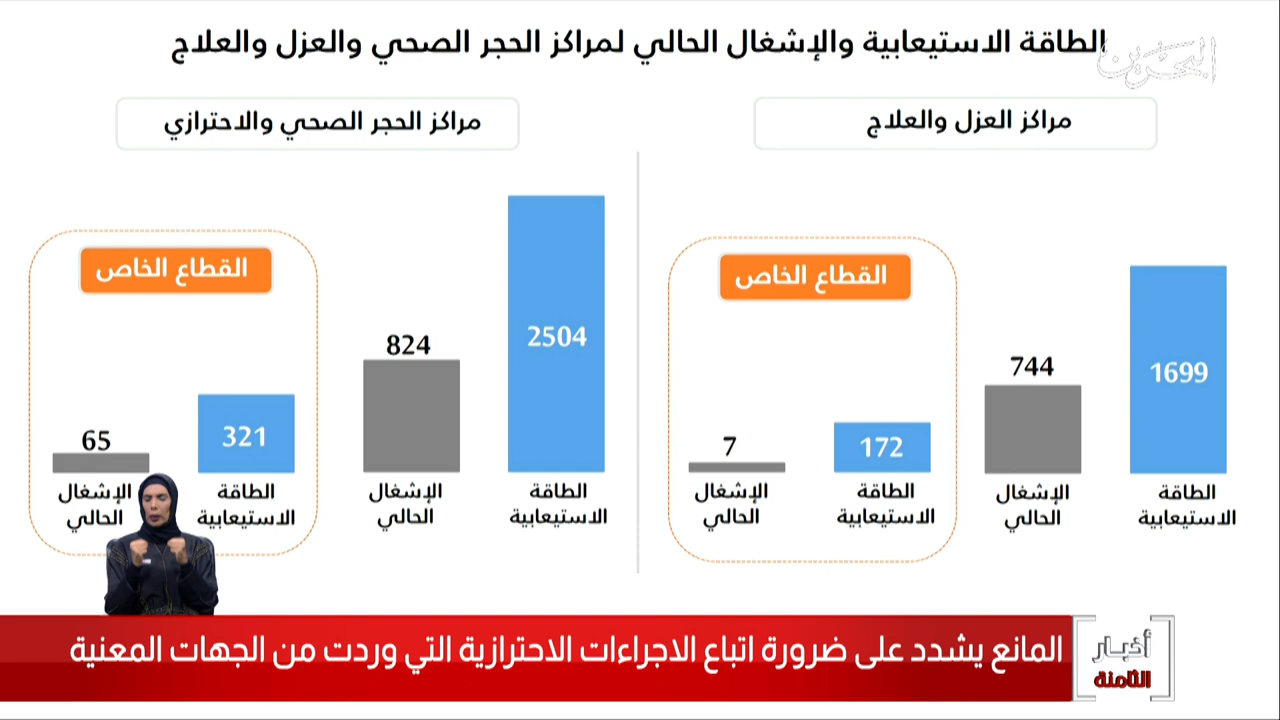 الطاقة الاستيعابية والإشغال الحالي لمراكز الحجر الصحي والعزل والعلاج
البحرين
مراكز العزل والعلاج
1699
الطاقة
الاستيعابية
744
الإشغال
الحالي
القطاع الخاص
172
الطاقة
الاستيعابية
7
الإشغال
الحالي
مراكز الحجر الصحي والاحترازي
2504
الطاقة
الاستيعابية
824
الإشغال
الحالي
القطاع الخاص
321
الطاقة
الاستيعابية
65
الإشغال
الحالي
أخبار
الثامنة
المانع يشدد على ضرورة اتباع الاجراءات الاحترازية التي وردت من الجهات المعنية